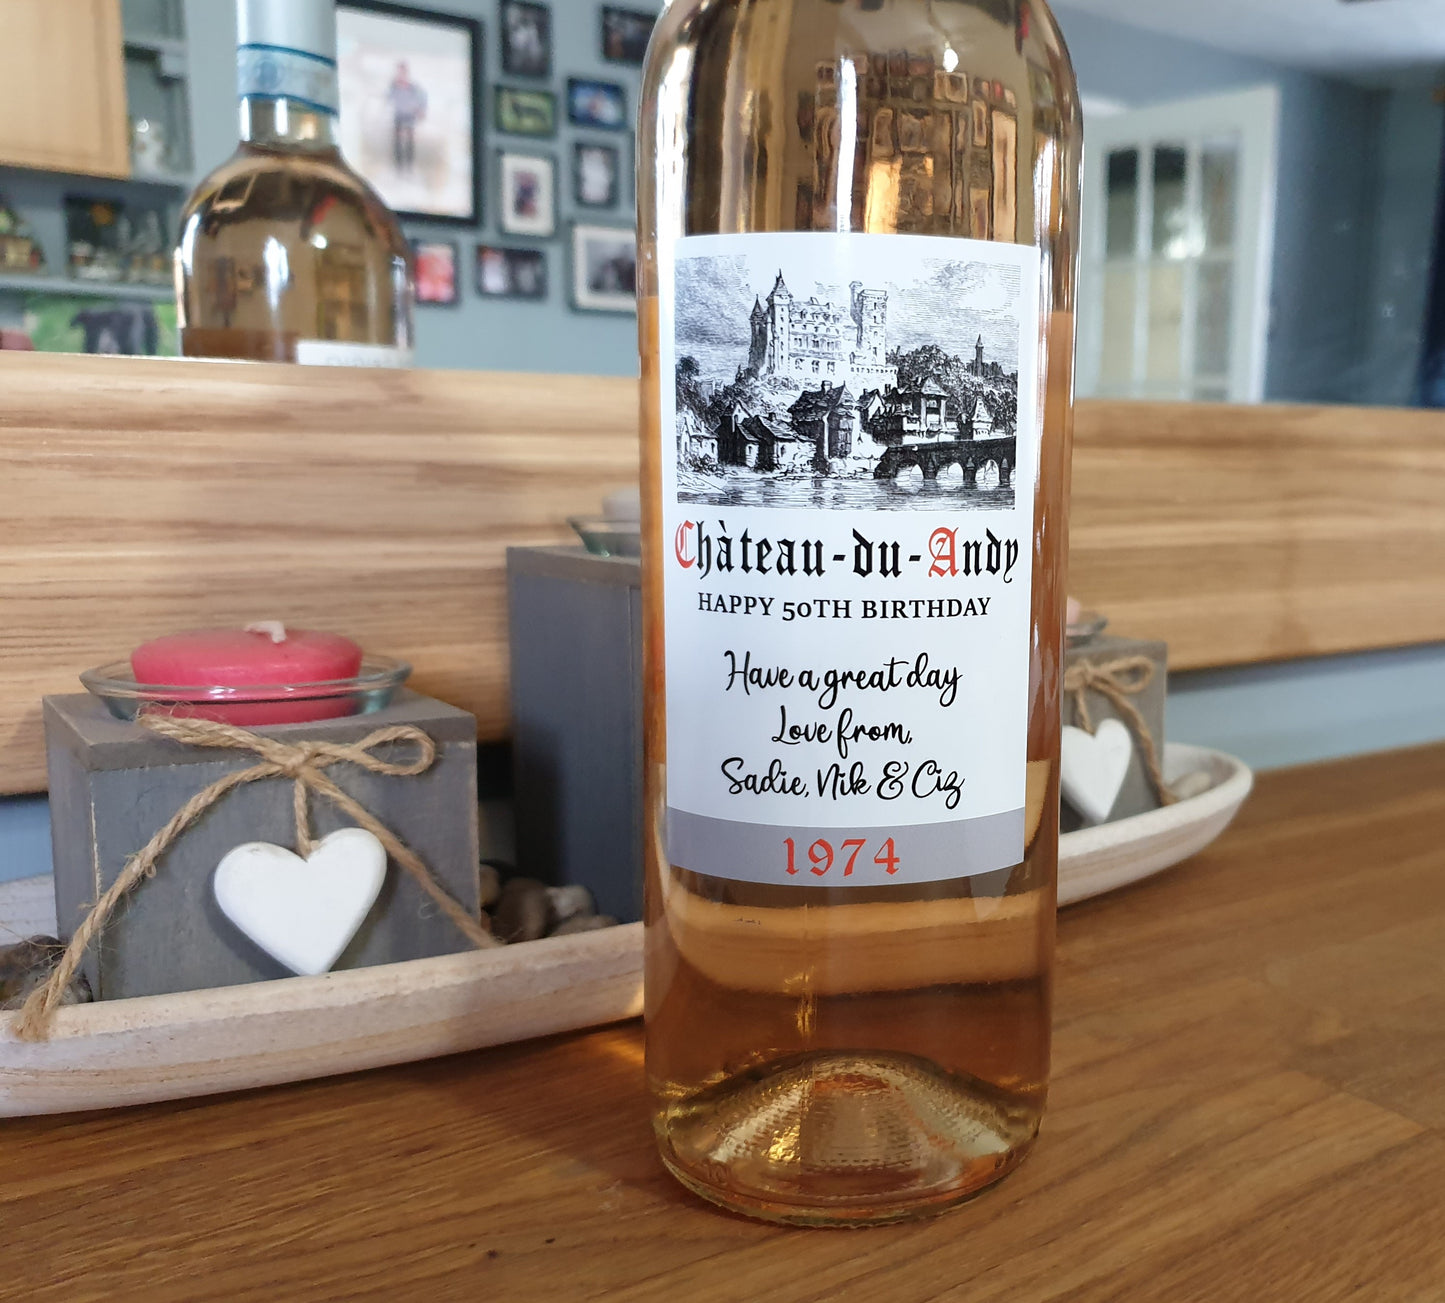 Chàteau-du-Andy
HAPPY 50TH BIRTHDAY
Have a great day
Love from,
Sadie, Nik & Ciz
1974